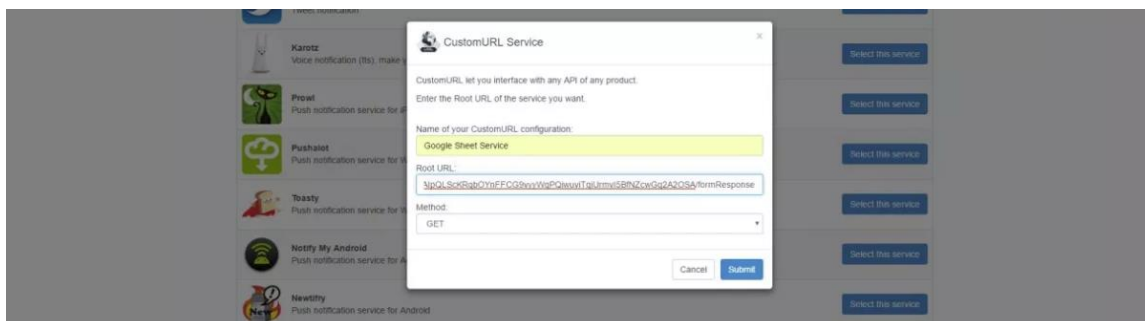 Tweet notification
Karotz
Voice notification (tts), make y
Select this service
Prowl
Push notification service for iP
Select this service
Pushalot
Push notification service for W
Select this service
Toasty
Push notification service for W
Select this service
Notify My Android
Push notification service for A
Select this service
Newtifry
Push notification service for Android
Select this service
CustomURL Service
×
CustomURL let you interface with any API of any product.
Enter the Root URL of the service you want.
Name of your CustomURL configuration:
Google Sheet Service
Root URL:
/formResponse
Method:
GET
Cancel
Submit
New